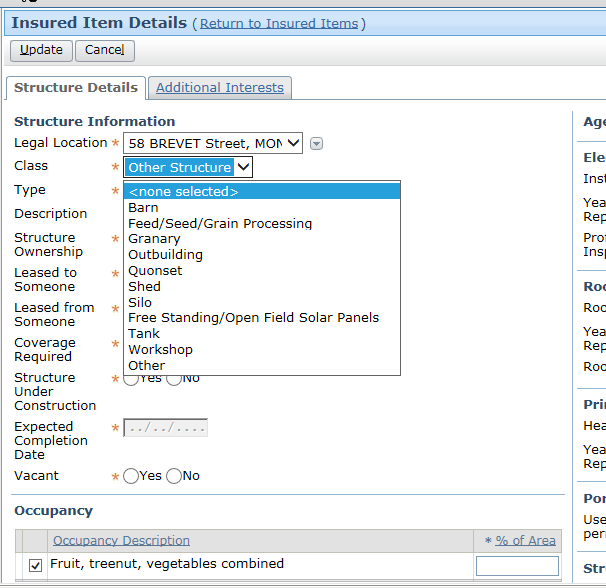 Insured Item Details (Return to Insured Items)
Update Cancel
Structure Details Additional Interests
Structure Information
Legal Location * 58 BREVET Street, MON
Class * Other Structure
Type *
<none selected>
Barn
Feed/Seed/Grain Processing
Granary
Outbuilding
Quonset
Shed
Silo
Free Standing/Open Field Solar Panels
Tank
Workshop
Other
Description
Structure
Ownership *
Leased to
Someone *
Leased from
Someone *
Coverage
Required *
Structure
Under
Construction * Yes No
Expected
Completion
Date * ../../....
Vacant * Yes No
Occupancy
Occupancy Description * % of Area
Fruit, treenut, vegetables combined
Age
Ele
Inst
Yea
Rep
Prof
Insp
Roo
Roo
Yea
Rep
Roo
Pri
Hea
Yea
Rep
Por
Use
per
Str